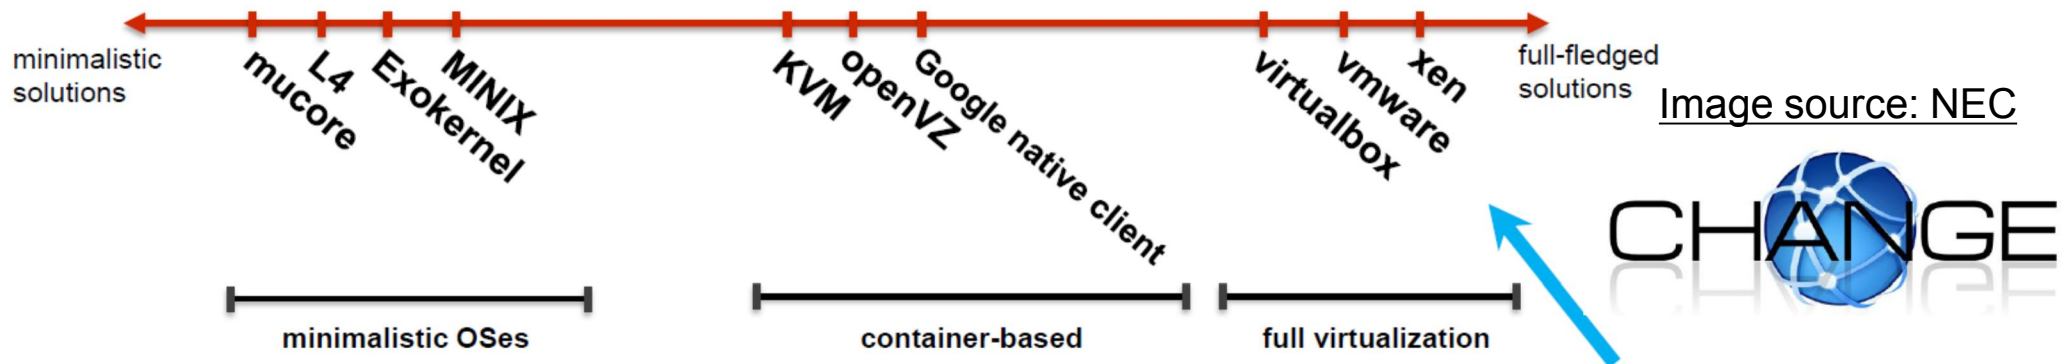 minimalistic
solutions
mucore
L4
Exokernel
MINIX
KVM
openVZ
Google native client
virtualbox
vmware
xen
full-fledged
solutions
Image source: NEC
CHANGE
minimalistic OSes
container-based
full virtualization